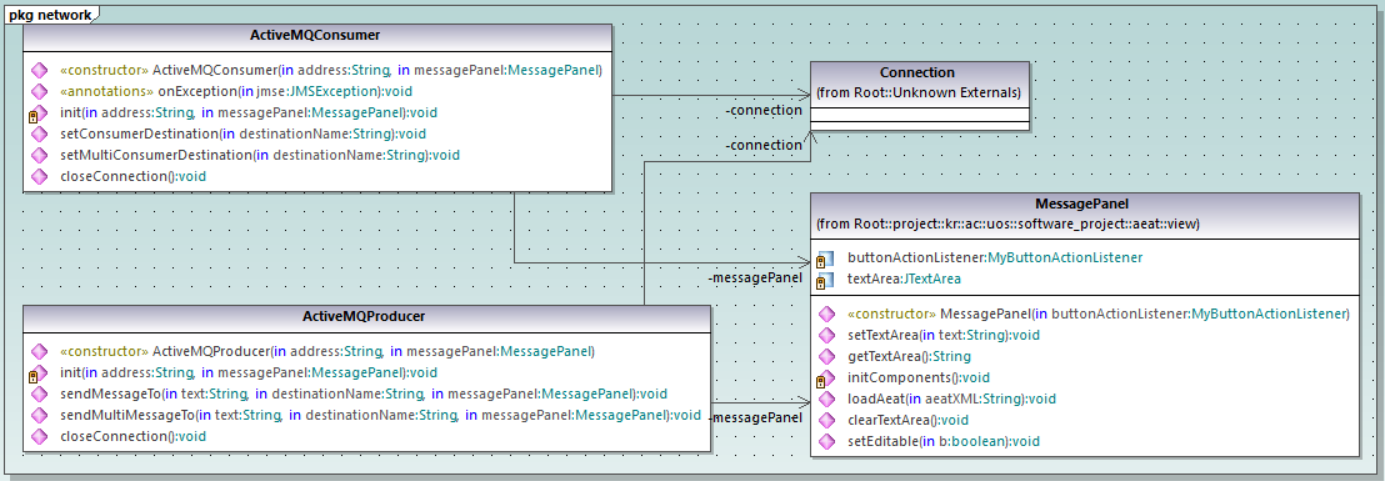 pkg network
ActiveMQConsumer
«constructor» ActiveMQConsumer(in address:String, in messagePanel:MessagePanel)
«annotations» onException(in jmse:JMSException):void
init(in address:String, in messagePanel:MessagePanel):void
setConsumerDestination(in destinationName:String):void
setMultiConsumerDestination(in destinationName:String):void
closeConnection():void
Connection
(from Root::Unknown Externals)
-connection
-connection
MessagePanel
(from Root::project::kr::ac::uos::software_project::aeat::view)
buttonActionListener:MyButtonActionListener
textArea:JTextArea
«constructor» MessagePanel(in buttonActionListener:MyButtonActionListener)
setTextArea(in text:String):void
getTextArea():String
initComponents():void
loadAeat(in aeatXML:String):void
clearTextArea():void
setEditable(in b:boolean):void
-messagePanel
ActiveMQProducer
«constructor» ActiveMQProducer(in address:String, in messagePanel:MessagePanel)
init(in address:String, in messagePanel:MessagePanel):void
sendMessageTo(in text:String, in destinationName:String, in messagePanel:MessagePanel):void
sendMultiMessageTo(in text:String, in destinationName:String, in messagePanel:MessagePanel):void
closeConnection():void
-messagePanel